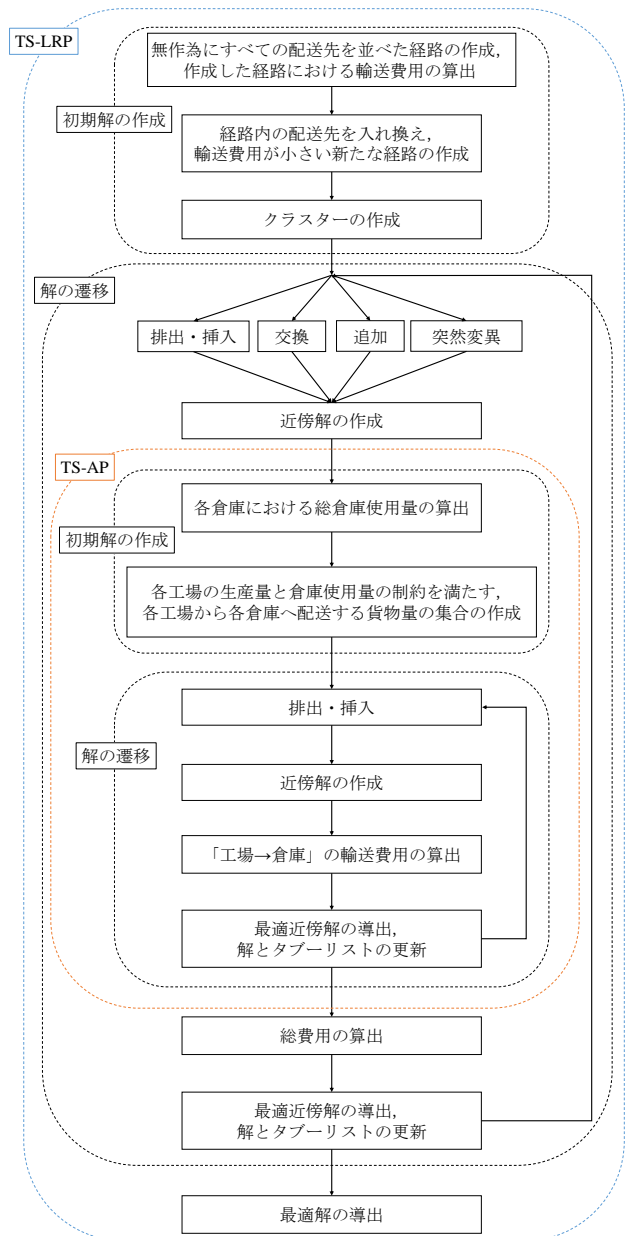 TS-LRP
無作為にすべての配送先を並べた経路の作成,
作成した経路における輸送費用の算出
初期解の作成
経路内の配送先を入れ換え,
輸送費用が小さい新たな経路の作成
クラスターの作成
解の遷移
排出・挿入
交換
追加
突然変異
近傍解の作成
TS-AP
各倉庫における総倉庫使用量の算出
初期解の作成
各工場の生産量と倉庫使用量の制約を満たす,
各工場から各倉庫へ配送する貨物量の集合の作成
排出・挿入
解の遷移
近傍解の作成
「工場→倉庫」の輸送費用の算出
最適近傍解の導出,
解とタブーリストの更新
総費用の算出
最適近傍解の導出,
解とタブーリストの更新
最適解の導出